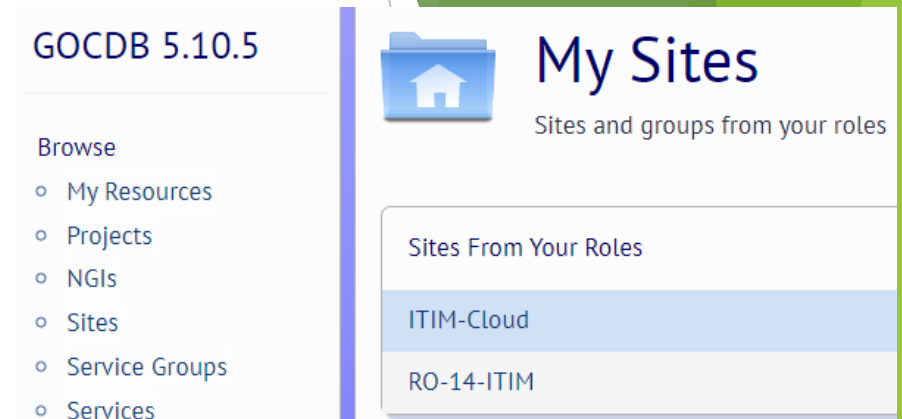 GOCDB 5.10.5
Browse
My Resources
Projects
NGIs
Sites
Service Groups
Services
My Sites
Sites and groups from your roles
Sites From Your Roles
ITIM-Cloud
RO-14-ITIM